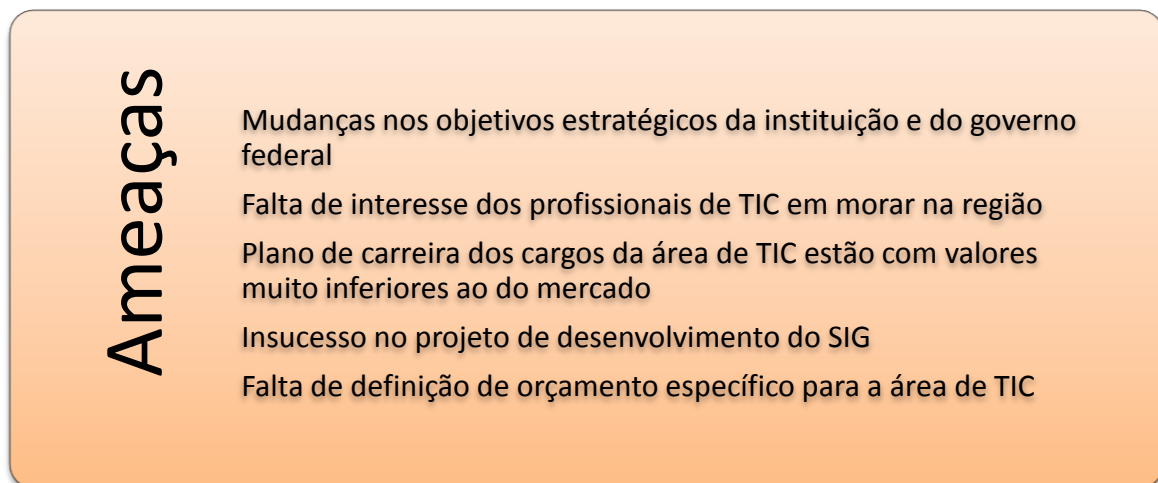 Ameaças
Mudanças nos objetivos estratégicos da instituição e do governo
federal
Falta de interesse dos profissionais de TIC em morar na região
Plano de carreira dos cargos da área de TIC estão com valores
muito inferiores ao do mercado
Insucesso no projeto de desenvolvimento do SIG
Falta de definição de orçamento específico para a área de TIC